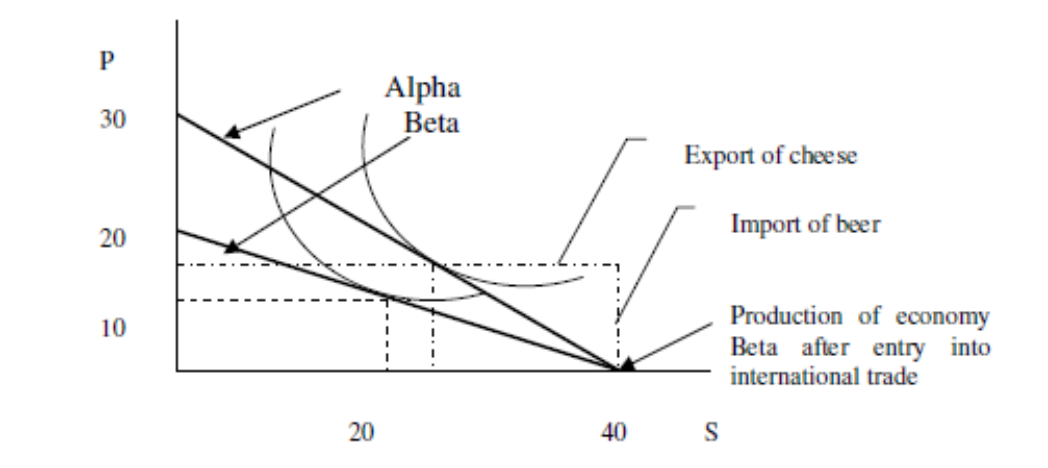 P
Alpha
30
Beta
Export of cheese
Import of beer
20
Production of economy
Beta after entry into
international trade
10
20
40
S